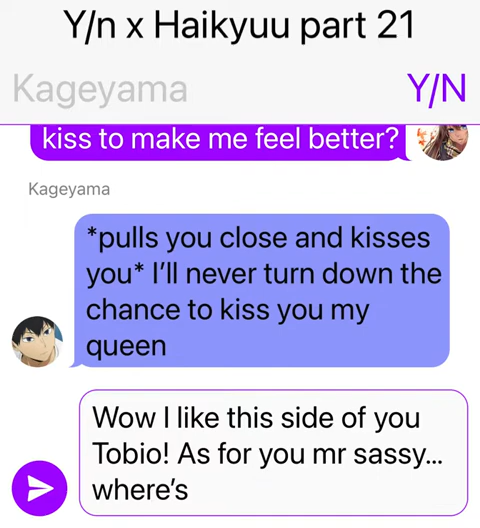 Y/n x Haikyuu part 21
Kageyama
Y/N
kiss to make me feel better?
Kageyama
*pulls you close and kisses
you* I’ll never turn down the
chance to kiss you my
queen
Wow I like this side of you
Tobio! As for you mr sassy...
where’s